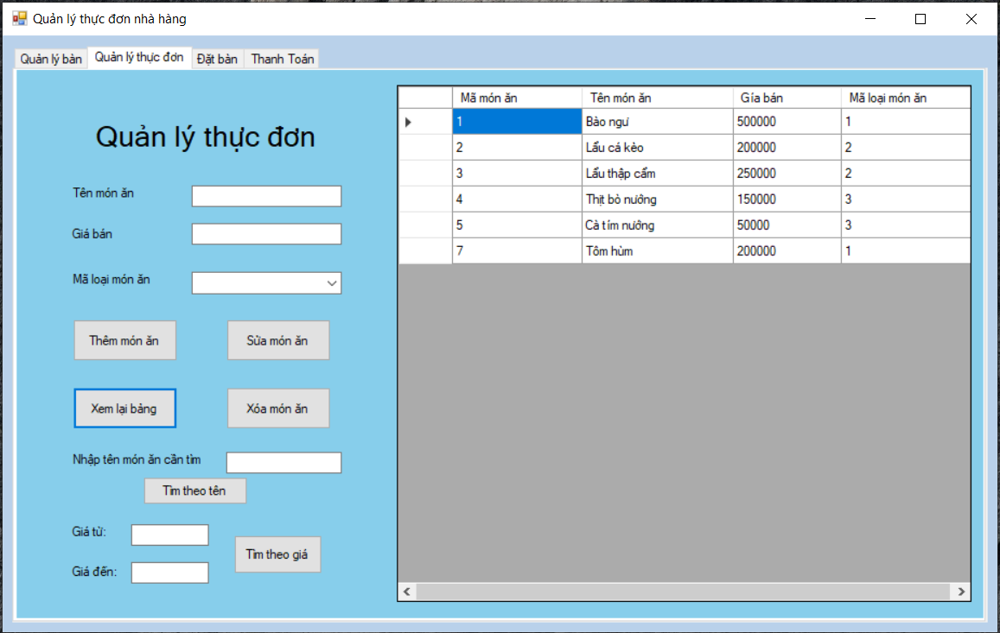 Quản lý thực đơn nhà hàng
Quản lý bàn Quản lý thực đơn Đặt bàn Thanh Toán
Quản lý thực đơn
Tên món ăn
Giá bán
Mã loại món ăn
Thêm món ăn Sửa món ăn
Xem lại bảng Xóa món ăn
Nhập tên món ăn cần tìm
Tìm theo tên
Giá từ:
Tìm theo giá
Giá đến:
Mã món ăn Tên món ăn Gía bán Mã loại món ăn
1 Bào ngư 500000 1
2 Lẩu cá kèo 200000 2
3 Lẩu thập cẩm 250000 2
4 Thịt bò nướng 150000 3
5 Cà tím nướng 50000 3
7 Tôm hùm 200000 1